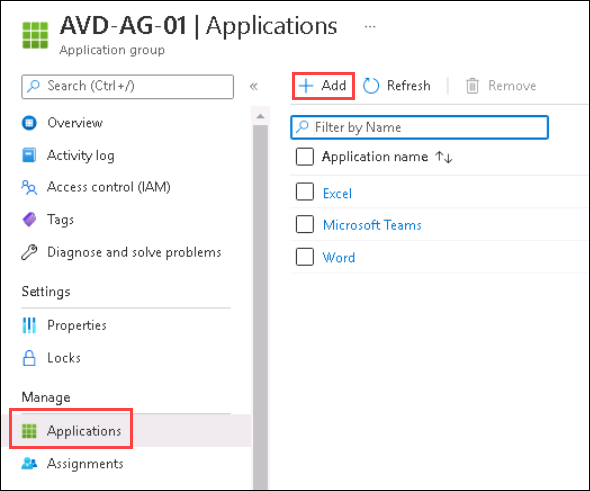 AVD-AG-01 | Applications ...
Application group
Search (Ctrl+/)
«
Overview
Activity log
Access control (IAM)
Tags
Diagnose and solve problems
Settings
Properties
Locks
Manage
Applications
Assignments
+ Add Refresh Remove
Filter by Name
Application name ↑↓
Excel
Microsoft Teams
Word